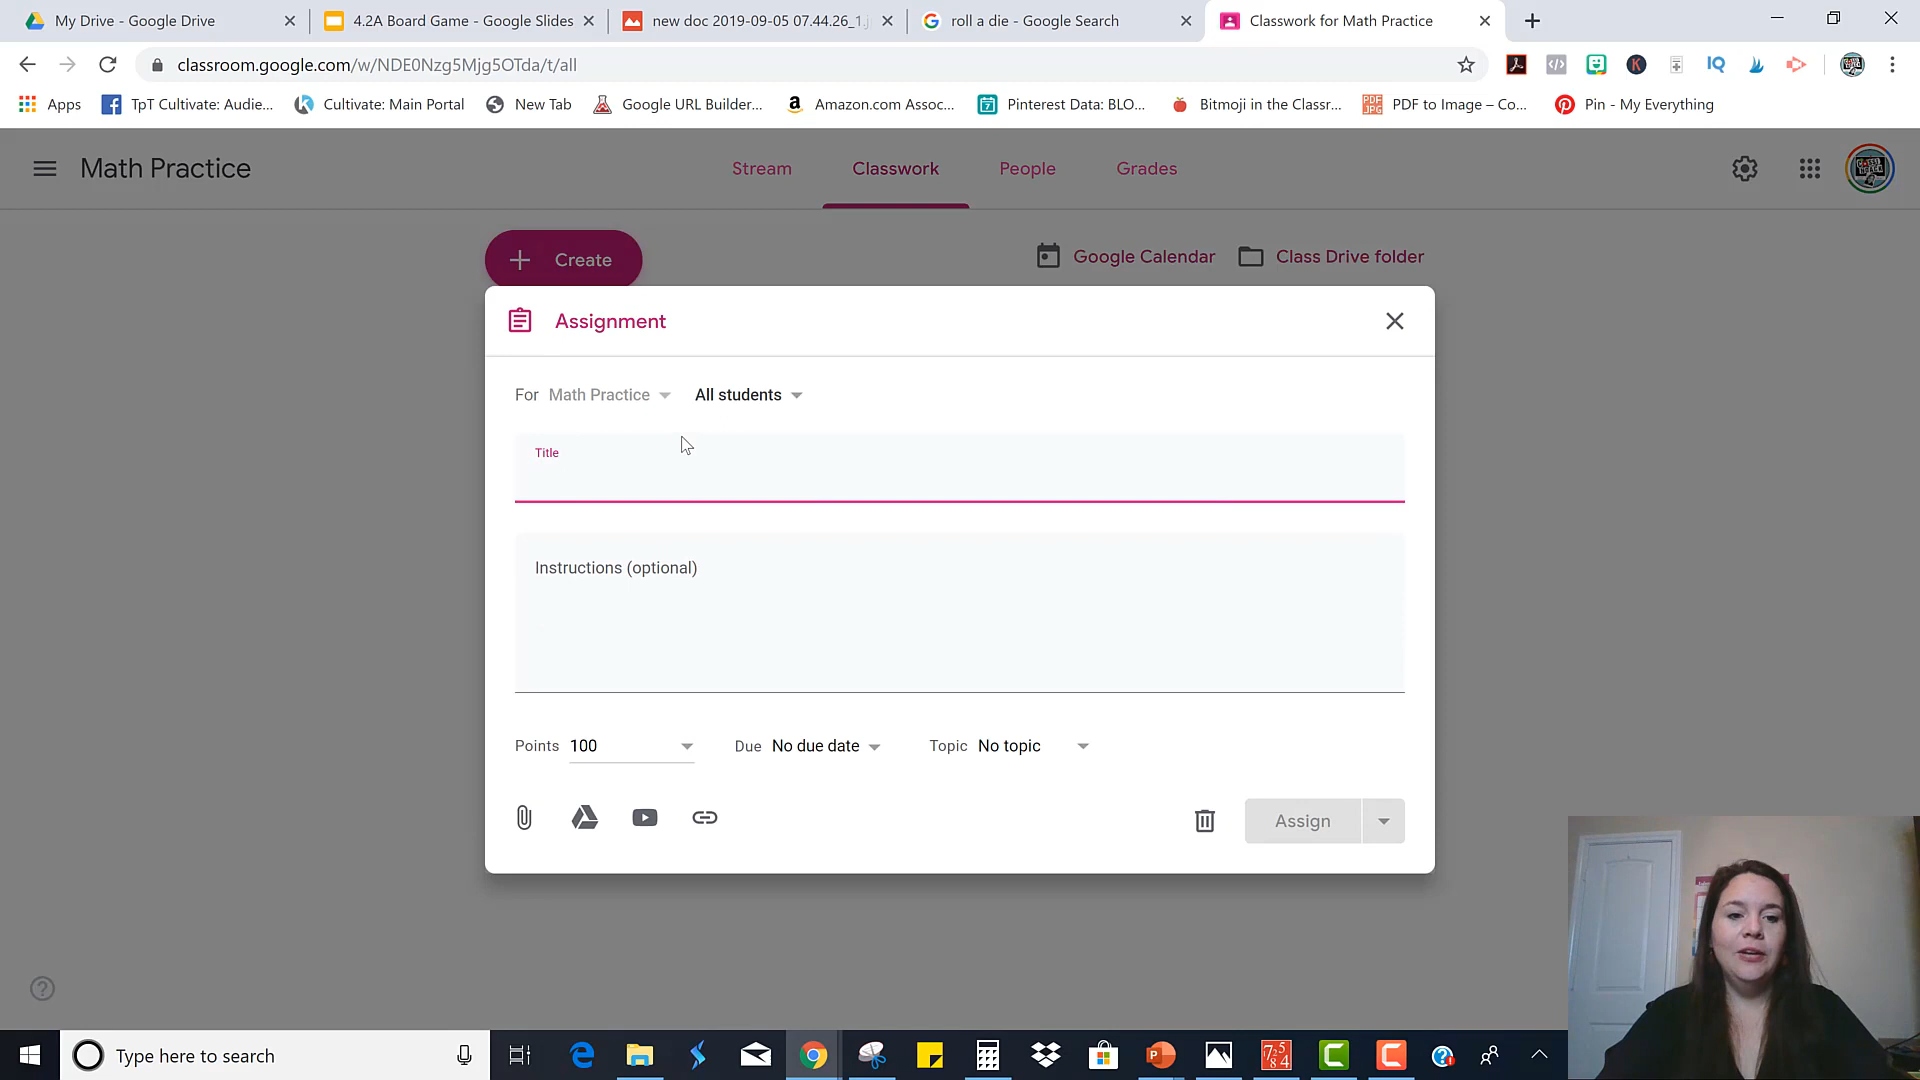 My Drive - Google Drive
4.2A Board Game - Google Slides
new doc 2019-09-05 07.44.26_1.j
roll a die - Google Search
Classwork for Math Practice
classroom.google.com/w/NDE0Nzg5Mjg5OTda/t/all
Apps
TpT Cultivate: Audie...
Cultivate: Main Portal
New Tab
Google URL Builder...
Amazon.com Assoc...
Pinterest Data: BLO...
Bitmoji in the Classr...
PDF to Image – Co...
Pin - My Everything
Math Practice
Stream
Classwork
People
Grades
Create
Google Calendar
Class Drive folder
Assignment
For Math Practice
All students
Title
Instructions (optional)
Points 100
Due No due date
Topic No topic
Assign
Type here to search